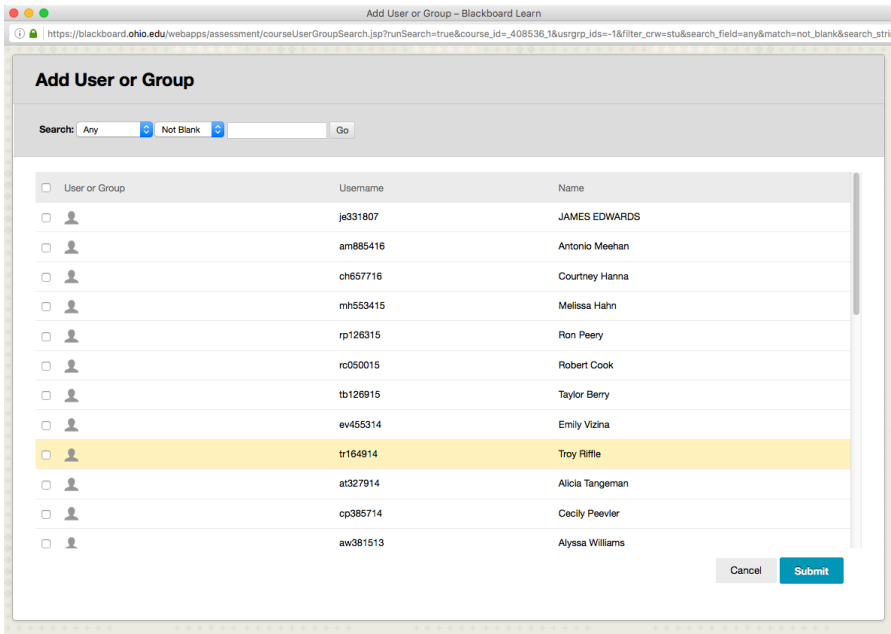 Add User or Group – Blackboard Learn
https://blackboard.ohio.edu/webapps/assessment/courseUserGroupSearch.jsp?runSearch=true&course_id=_408536_1&usrgrp_ids=-1&filter_crw=stu&search_field=any&match=not_blank&search_stri
Add User or Group
Search: Any Not Blank Go
User or Group Username Name
je331807 JAMES EDWARDS
am885416 Antonio Meehan
ch657716 Courtney Hanna
mh553415 Melissa Hahn
rp126315 Ron Peery
rc050015 Robert Cook
tb126915 Taylor Berry
ev455314 Emily Vizina
tr164914 Troy Riffle
at327914 Alicia Tangeman
cp385714 Cecily Peevler
aw381513 Alyssa Williams
Cancel Submit